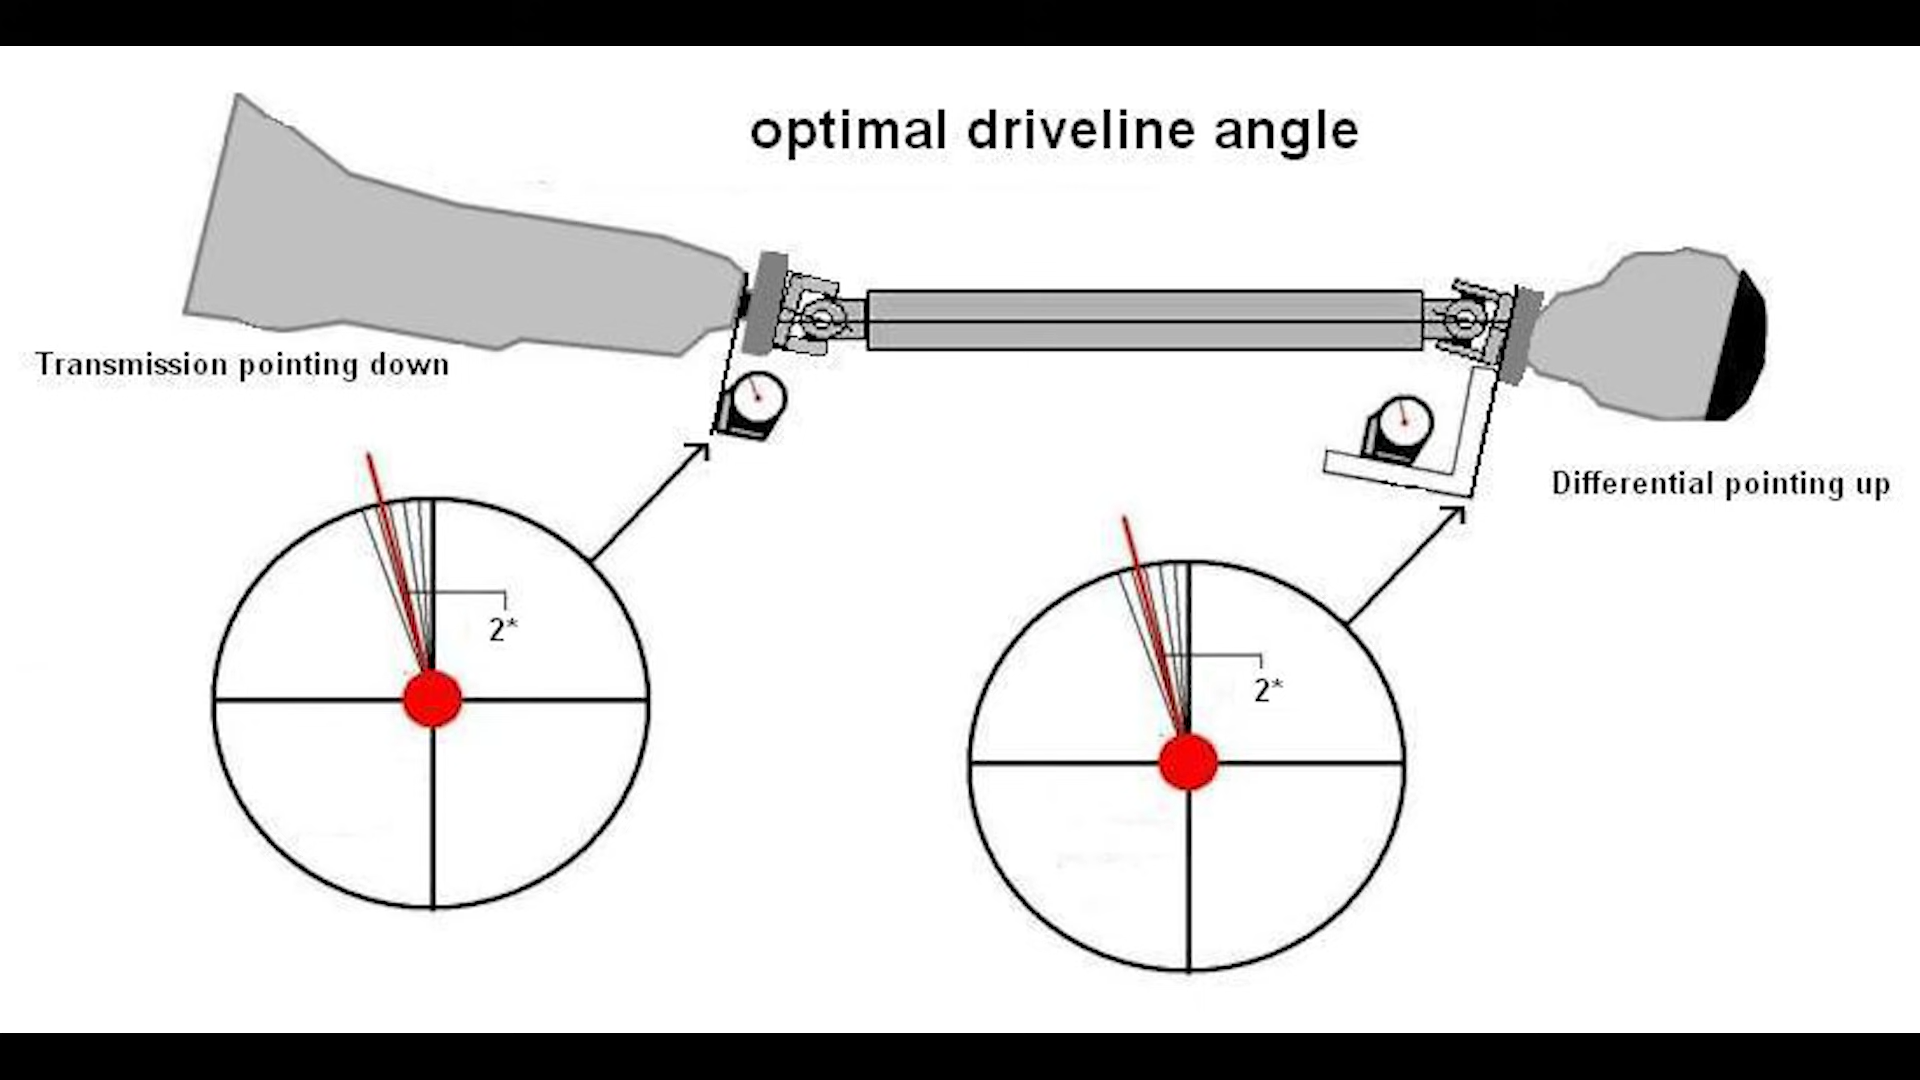 optimal driveline angle
Transmission pointing down
Differential pointing up
2*
2*